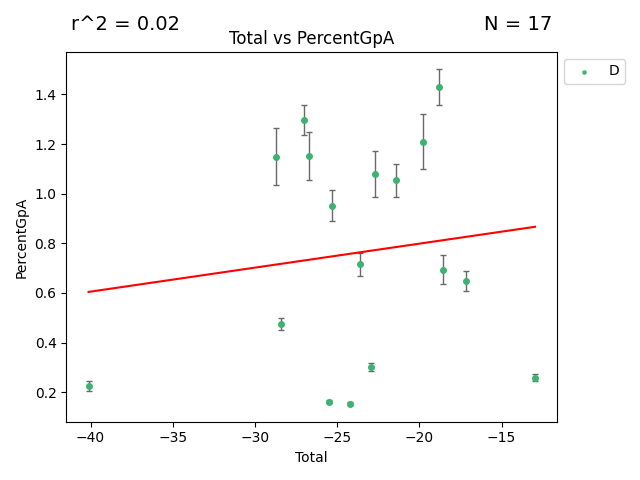 r^2 = 0.02
N = 17
Total vs PercentGpA
D
PercentGpA
1.4
1.2
1.0
0.8
0.6
0.4
0.2
−40
−35
−30
−25
−20
−15
Total